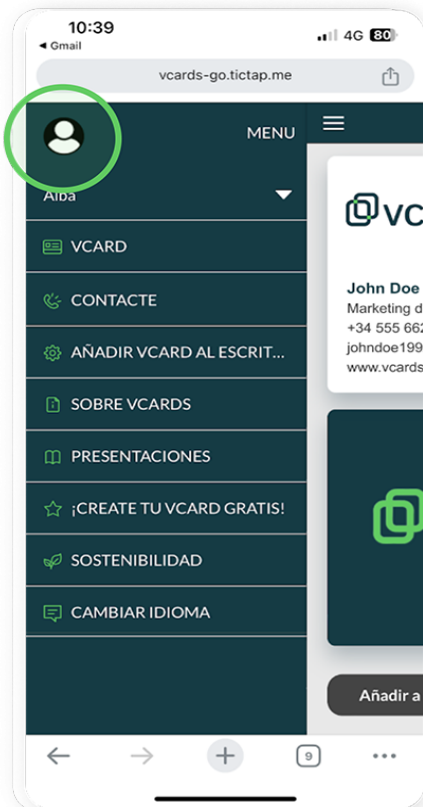 10:39
4G 80
Gmail
vcards-go.tictap.me
MENU
Alba
VCARD
CONTACTE
AÑADIR VCARD AL ESCRIT...
SOBRE VCARDS
PRESENTACIONES
¡CREATE TU VCARD GRATIS!
SOSTENIBILIDAD
CAMBIAR IDIOMA
vc
John Doe
Marketing d
+34 555 662
johndoe199
www.vcards
Añadir a
9